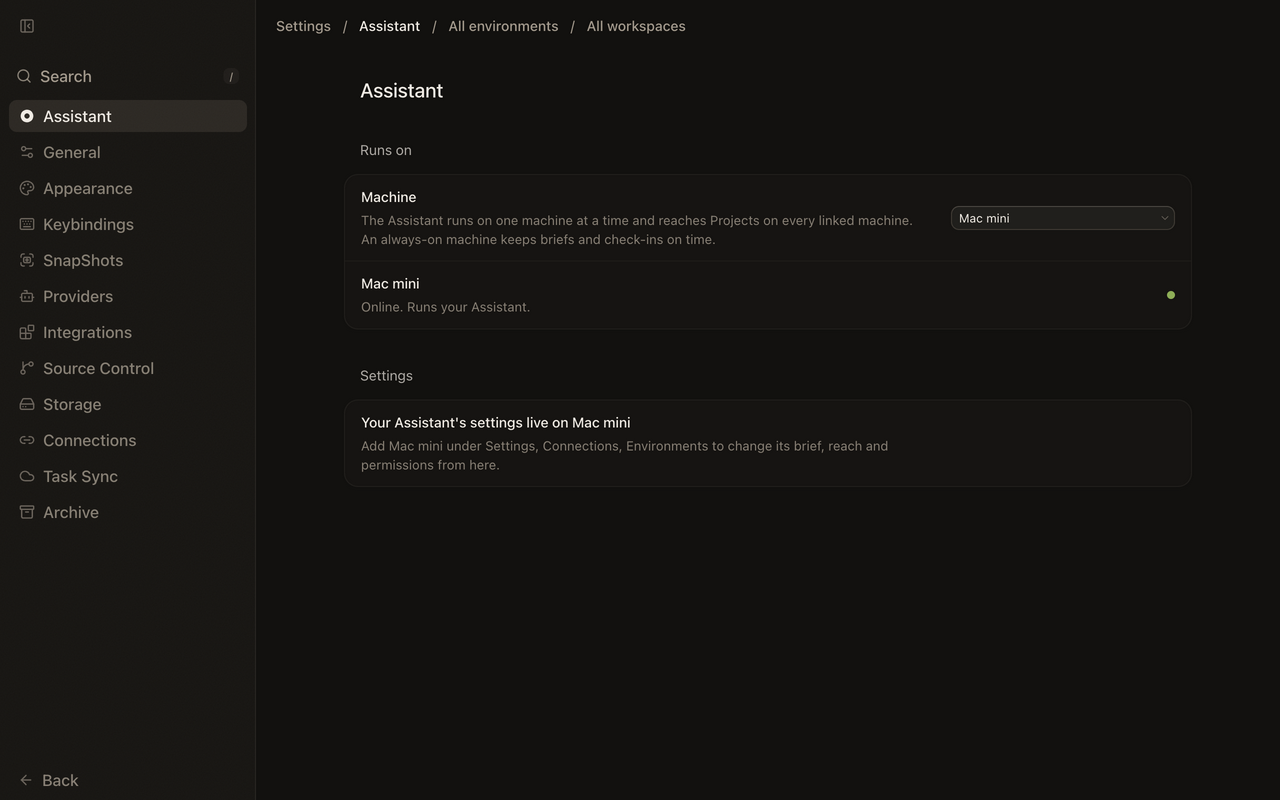 Settings / Assistant / All environments / All workspaces
Search /
Assistant
General
Appearance
Keybindings
SnapShots
Providers
Integrations
Source Control
Storage
Connections
Task Sync
Archive
Back
Assistant
Runs on
Machine
The Assistant runs on one machine at a time and reaches Projects on every linked machine.
An always-on machine keeps briefs and check-ins on time.
Mac mini
Mac mini
Online. Runs your Assistant.
Settings
Your Assistant's settings live on Mac mini
Add Mac mini under Settings, Connections, Environments to change its brief, reach and
permissions from here.